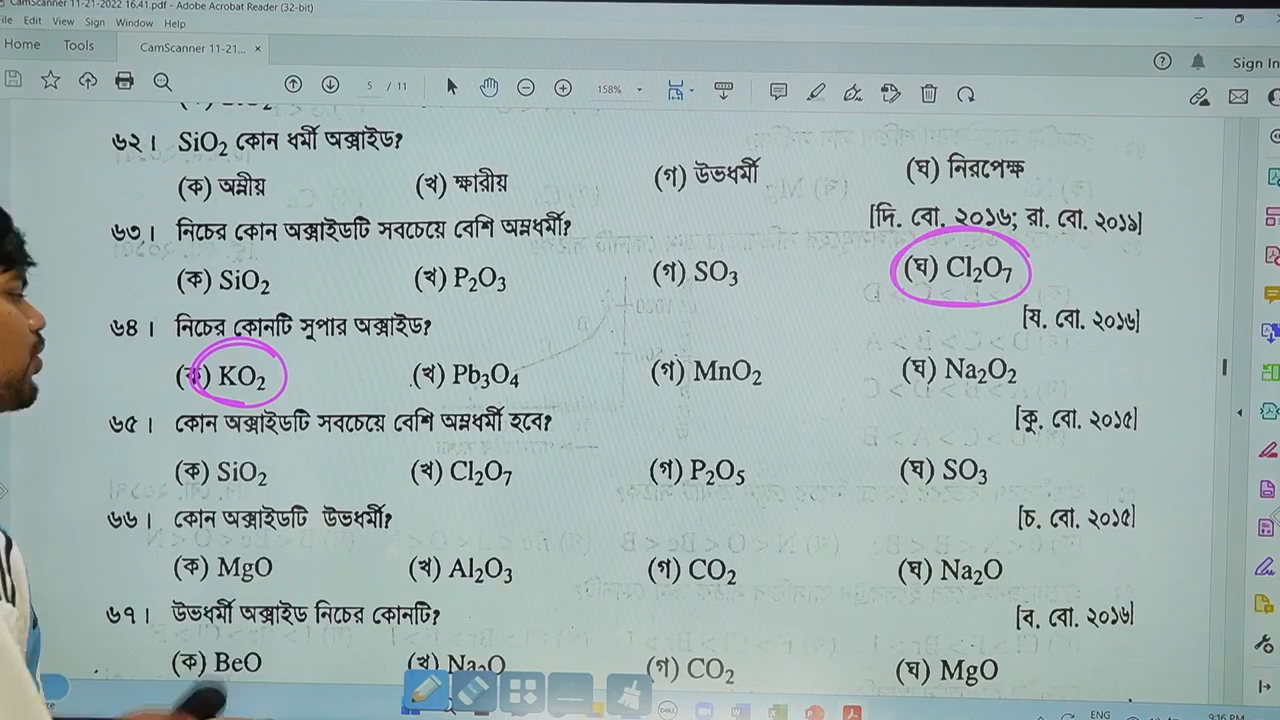 CamScanner 11-21-2022 16.41.pdf - Adobe Acrobat Reader (32-bit)
File Edit View Sign Window Help
Home Tools CamScanner 11-21... × Sign In
5 / 11 158%
৬২। SiO₂ কোন ধর্মী অক্সাইড?
(ক) অম্লীয় (খ) ক্ষারীয় (গ) উভধর্মী (ঘ) নিরপেক্ষ
৬৩। নিচের কোন অক্সাইডটি সবচেয়ে বেশি অম্লধর্মী? [দি. বো. ২০১৬; রা. বো. ২০১৯]
(ক) SiO₂ (খ) P₂O₃ (গ) SO₃ (ঘ) Cl₂O₇
৬৪। নিচের কোনটি সুপার অক্সাইড? [য. বো. ২০১৬]
(ক) KO₂ (খ) Pb₃O₄ (গ) MnO₂ (ঘ) Na₂O₂
৬৫। কোন অক্সাইডটি সবচেয়ে বেশি অম্লধর্মী হবে? [কু. বো. ২০১৫]
(ক) SiO₂ (খ) Cl₂O₇ (গ) P₂O₅ (ঘ) SO₃
৬৬। কোন অক্সাইডটি উভধর্মী? [চ. বো. ২০১৫]
(ক) MgO (খ) Al₂O₃ (গ) CO₂ (ঘ) Na₂O
৬৭। উভধর্মী অক্সাইড নিচের কোনটি? [ব. বো. ২০১৬]
(ক) BeO (খ) Na₂O (গ) CO₂ (ঘ) MgO
ENG 9:16 PM